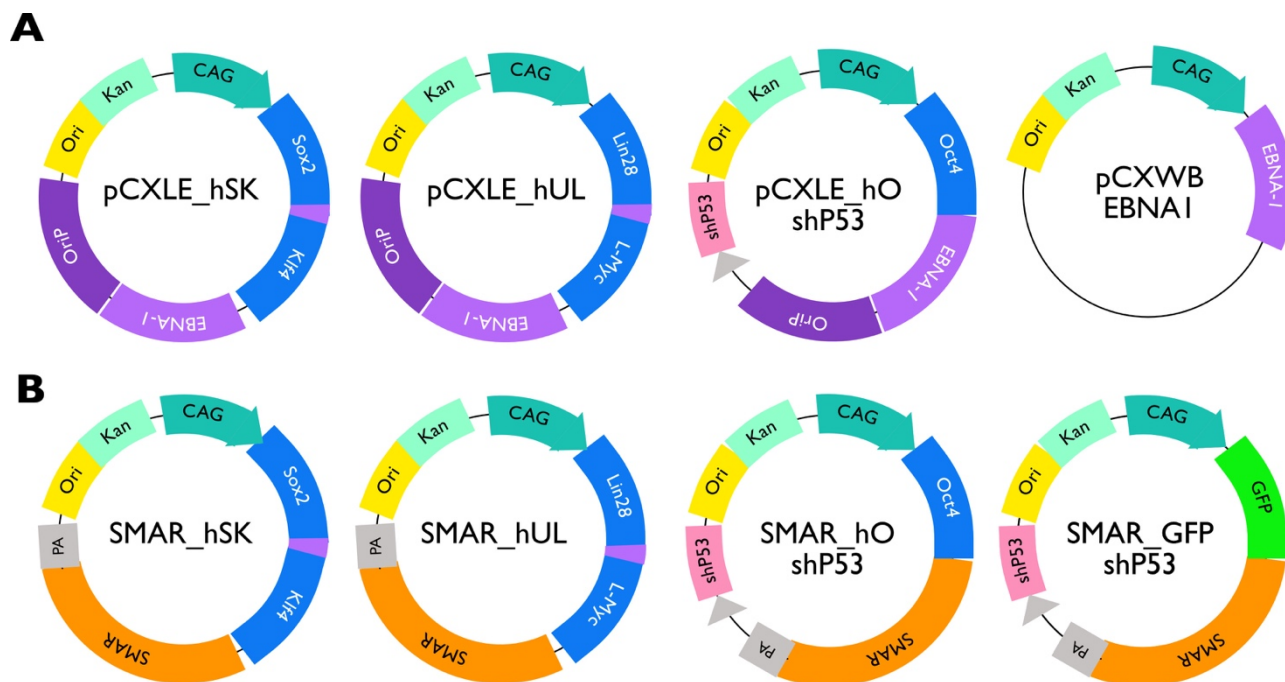 A
Ori
Kan
CAG
Sox2
Klf4
EBNA-1
OriP
pCXLE_hSK
Ori
Kan
CAG
Lin28
L-Myc
EBNA-1
OriP
pCXLE_hUL
shP53
Ori
Kan
CAG
Oct4
EBNA-1
OriP
pCXLE_hO
shP53
Ori
Kan
CAG
EBNA-1
pCXWB
EBNA1
B
PA
Ori
Kan
CAG
Sox2
Klf4
SMAR
SMAR_hSK
PA
Ori
Kan
CAG
Lin28
L-Myc
SMAR
SMAR_hUL
shP53
Ori
Kan
CAG
Oct4
SMAR
PA
SMAR_hO
shP53
shP53
Ori
Kan
CAG
GFP
SMAR
PA
SMAR_GFP
shP53